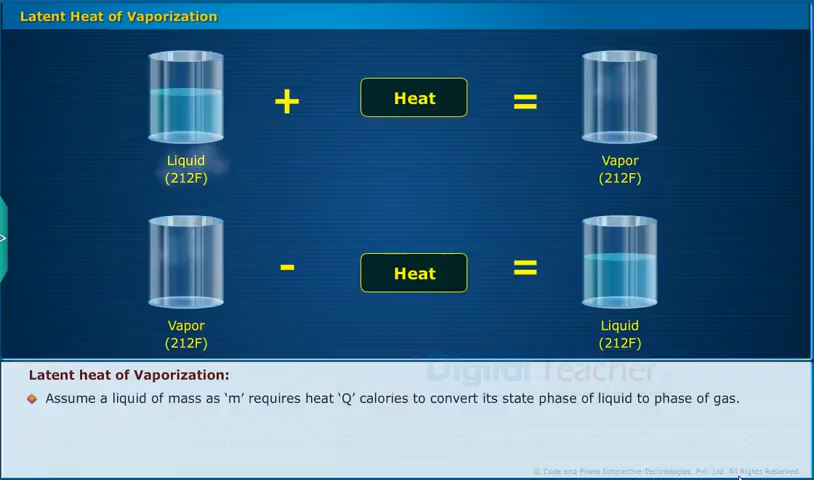 Latent Heat of Vaporization
+ Heat =
Liquid
(212F)
Vapor
(212F)
- Heat =
Vapor
(212F)
Liquid
(212F)
Digital Teacher.in
Latent heat of Vaporization:
Assume a liquid of mass as ‘m’ requires heat ‘Q’ calories to convert its state phase of liquid to phase of gas.
© Code and Pixels Interactive Technologies. Pvt. Ltd. All Rights Reserved.